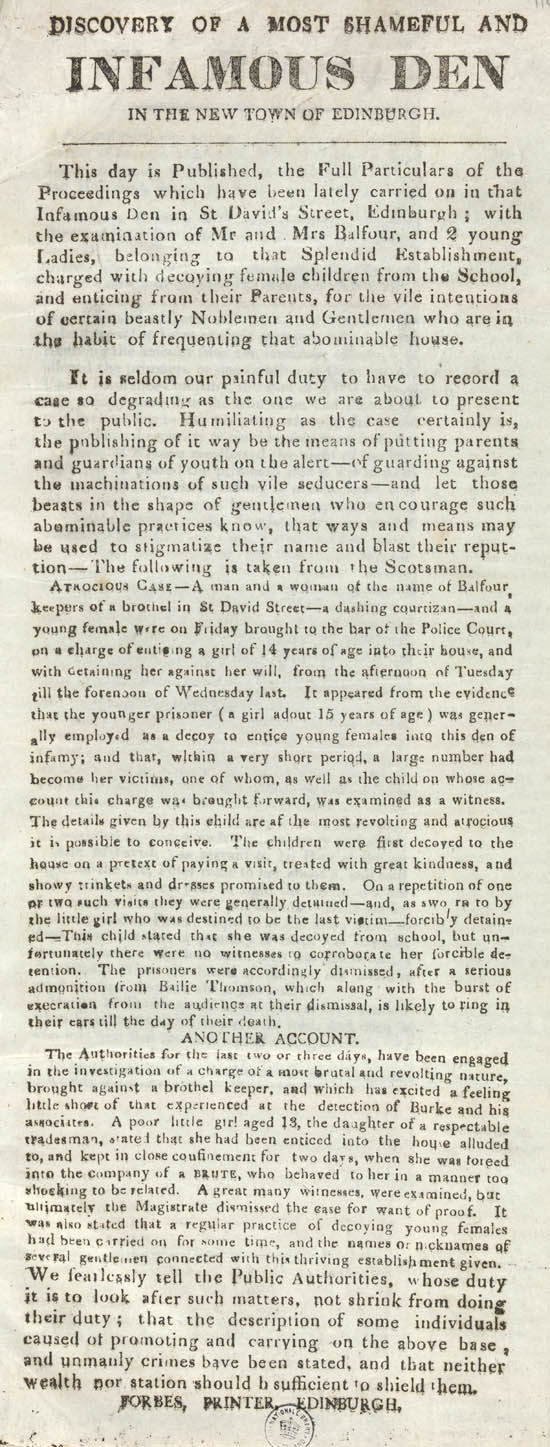 DISCOVERY OF A MOST SHAMEFUL AND
INFAMOUS DEN
IN THE NEW TOWN OF EDINBURGH.
This day is Published, the Full Particulars of the
Proceedings which have been lately carried on in that
Infamous Den in St David's Street, Edinburgh; with
the examination of Mr and Mrs Balfour, and 2 young
Ladies, belonging to that Splendid Establishment,
charged with decoying female children from the School,
and enticing from their Parents, for the vile intentions
of certain beastly Noblemen and Gentlemen who are in
the habit of frequenting that abominable house.
It is seldom our painful duty to have to record a
case so degrading as the one we are about to present
to the public. Humiliating as the case certainly is,
the publishing of it way be the means of putting parents
and guardians of youth on the alert—of guarding against
the machinations of such vile seducers—and let those
beasts in the shape of gentlemen who encourage such
abominable practices know, that ways and means may
be used to stigmatize their name and blast their reput-
tion—The following is taken from the Scotsman.
ATROCIOUS CASE—A man and a woman of the name of Balfour,
keepers of a brothel in St David Street—a dashing courtizan—and a
young female were on Friday brought to the bar of the Police Court,
on a charge of entising a girl of 14 years of age into their house, and
with detaining her against her will, from the afternoon of Tuesday
till the forenoon of Wednesday last. It appeared from the evidence
that the younger prisoner (a girl adout 15 years of age) was gener-
ally employed as a decoy to entice young females into this den of
infamy; and that, within a very short period, a large number had
become her victims, one of whom, as well as the child on whose ac-
count this charge was brought forward, was examined as a witness.
The details given by this child are af the most revolting and atrocious
it is possible to conceive. The children were first decoyed to the
house on a pretext of paying a visit, treated with great kindness, and
showy trinkets and dresses promised to them. On a repetition of one
or two such visits they were generally detained—and, as swo rn to by
the little girl who was destined to be the last victim—forcibly detain-
ed—This child stated that she was decoyed from school, but un-
fortunately there were no witnesses to corroborate her forcible de-
tention. The prisoners were accordingly dismissed, after a serious
admonition from Bailie Thomson, which along with the burst of
execration from the audience at their dismissal, is likely to ring in
their ears till the day of their death.
ANOTHER ACCOUNT.
The Authorities for the last two or three days, have been engaged
in the investigation of a charge of a most brutal and revolting nature,
brought against a brothel keeper, and which has excited a feeling
little short of that experienced at the detection of Burke and his
associates. A poor little girl aged 13, the daughter of a respectable
tradesman, stated that she had been enticed into the house alluded
to, and kept in close confinement for two days, when she was forced
into the company of a BRUTE, who behaved to her in a manner too
shocking to be related. A great many witnesses, were examined, but
ultimately the Magistrate dismissed the case for want of proof. It
was also stated that a regular practice of decoying young females
had been carried on for some time, and the names or nicknames of
several gentlemen connected with this thriving establishment given.
We fearlessly tell the Public Authorities, whose duty
it is to look after such matters, not shrink from doing
their duty; that the description of some individuals
caused of promoting and carrying on the above base,
and unmanly crimes have been stated, and that neither
wealth nor station should b sufficient to shield them.
FORBES, PRINTER, EDINBURGH.